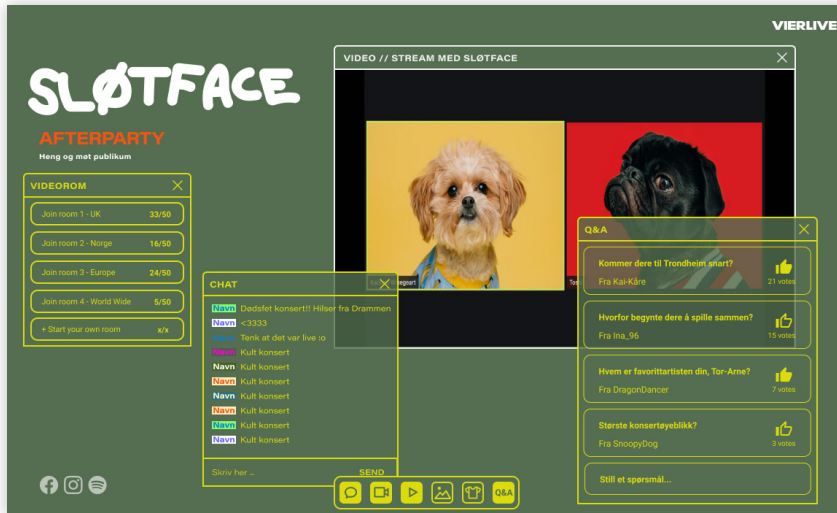 VIERLIVE
SLØTFACE
AFTERPARTY
Heng og møt publikum
VIDEOROM
Join room 1 - UK 33/50
Join room 2 - Norge 16/50
Join room 3 - Europe 24/50
Join room 4 - World Wide 5/50
+ Start your own room x/x
VIDEO // STREAM MED SLØTFACE
CHAT
Navn Dødsfet konsert!! Hilser fra Drammen
Navn <3333
Navn Tenk at det var live :o
Navn Kult konsert
Navn Kult konsert
Navn Kult konsert
Navn Kult konsert
Navn Kult konsert
Navn Kult konsert
Navn Kult konsert
Skriv her ... SEND
Q&A
Kommer dere til Trondheim snart?
Fra Kai-Kåre
21 votes
Hvorfor begynte dere å spille sammen?
Fra Ina_96
15 votes
Hvem er favorittartisten din, Tor-Arne?
Fra DragonDancer
7 votes
Største konsertøyeblikk?
Fra SnoopyDog
3 votes
Still et spørsmål...
Q&A